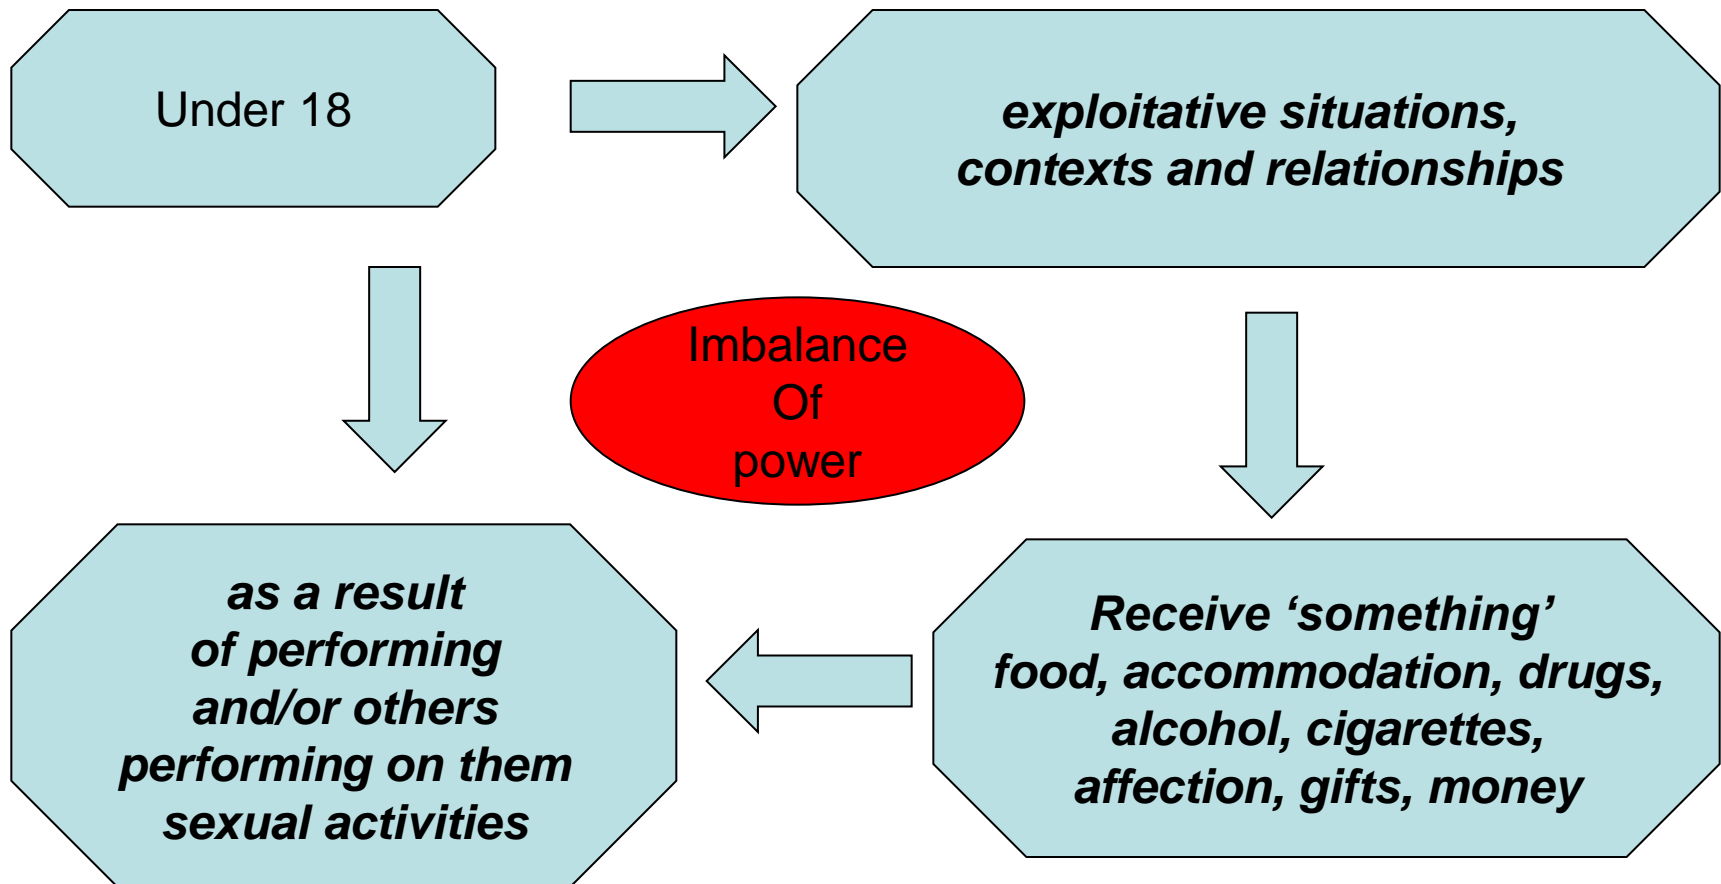 Under 18
exploitative situations,
contexts and relationships
Imbalance
Of
power
as a result
of performing
and/or others
performing on them
sexual activities
Receive ‘something’
food, accommodation, drugs,
alcohol, cigarettes,
affection, gifts, money